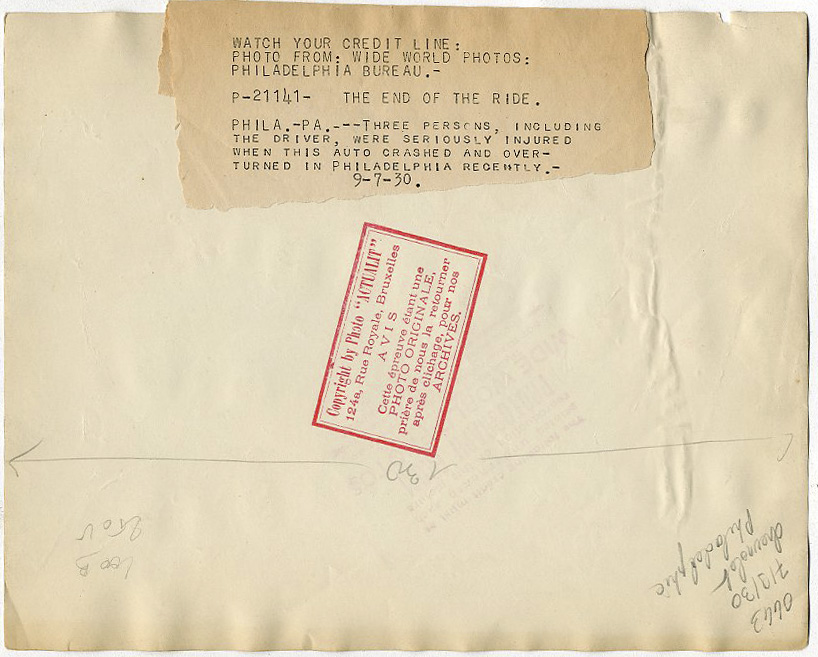 WATCH YOUR CREDIT LINE:
PHOTO FROM: WIDE WORLD PHOTOS:
PHILADELPHIA BUREAU.-
P-21141- THE END OF THE RIDE.
PHILA.-PA.---THREE PERSONS, INCLUDING
THE DRIVER, WERE SERIOUSLY INJURED
WHEN THIS AUTO CRASHED AND OVER-
TURNED IN PHILADELPHIA RECENTLY.-
9-7-30.
Copyright by Photo "ACTUALIT"
124a, Rue Royale, Bruxelles
AVIS
Cette épreuve étant une
PHOTO ORIGINALE,
prière de nous la retourner
après clichage, pour nos
ARCHIVES.
130
Philadelphia
Chevrolet
7/9/30